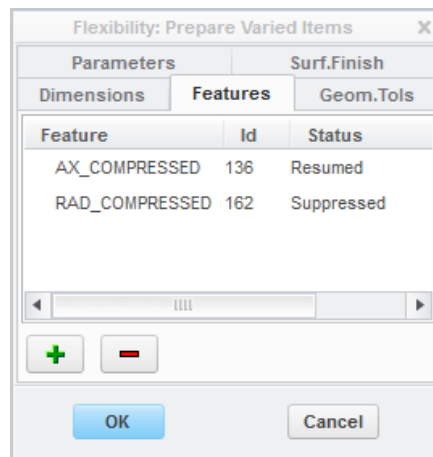 Flexibility: Prepare Varied Items X
Parameters Surf.Finish
Dimensions Features Geom.Tols
Feature Id Status
AX_COMPRESSED 136 Resumed
RAD_COMPRESSED 162 Suppressed
OK Cancel